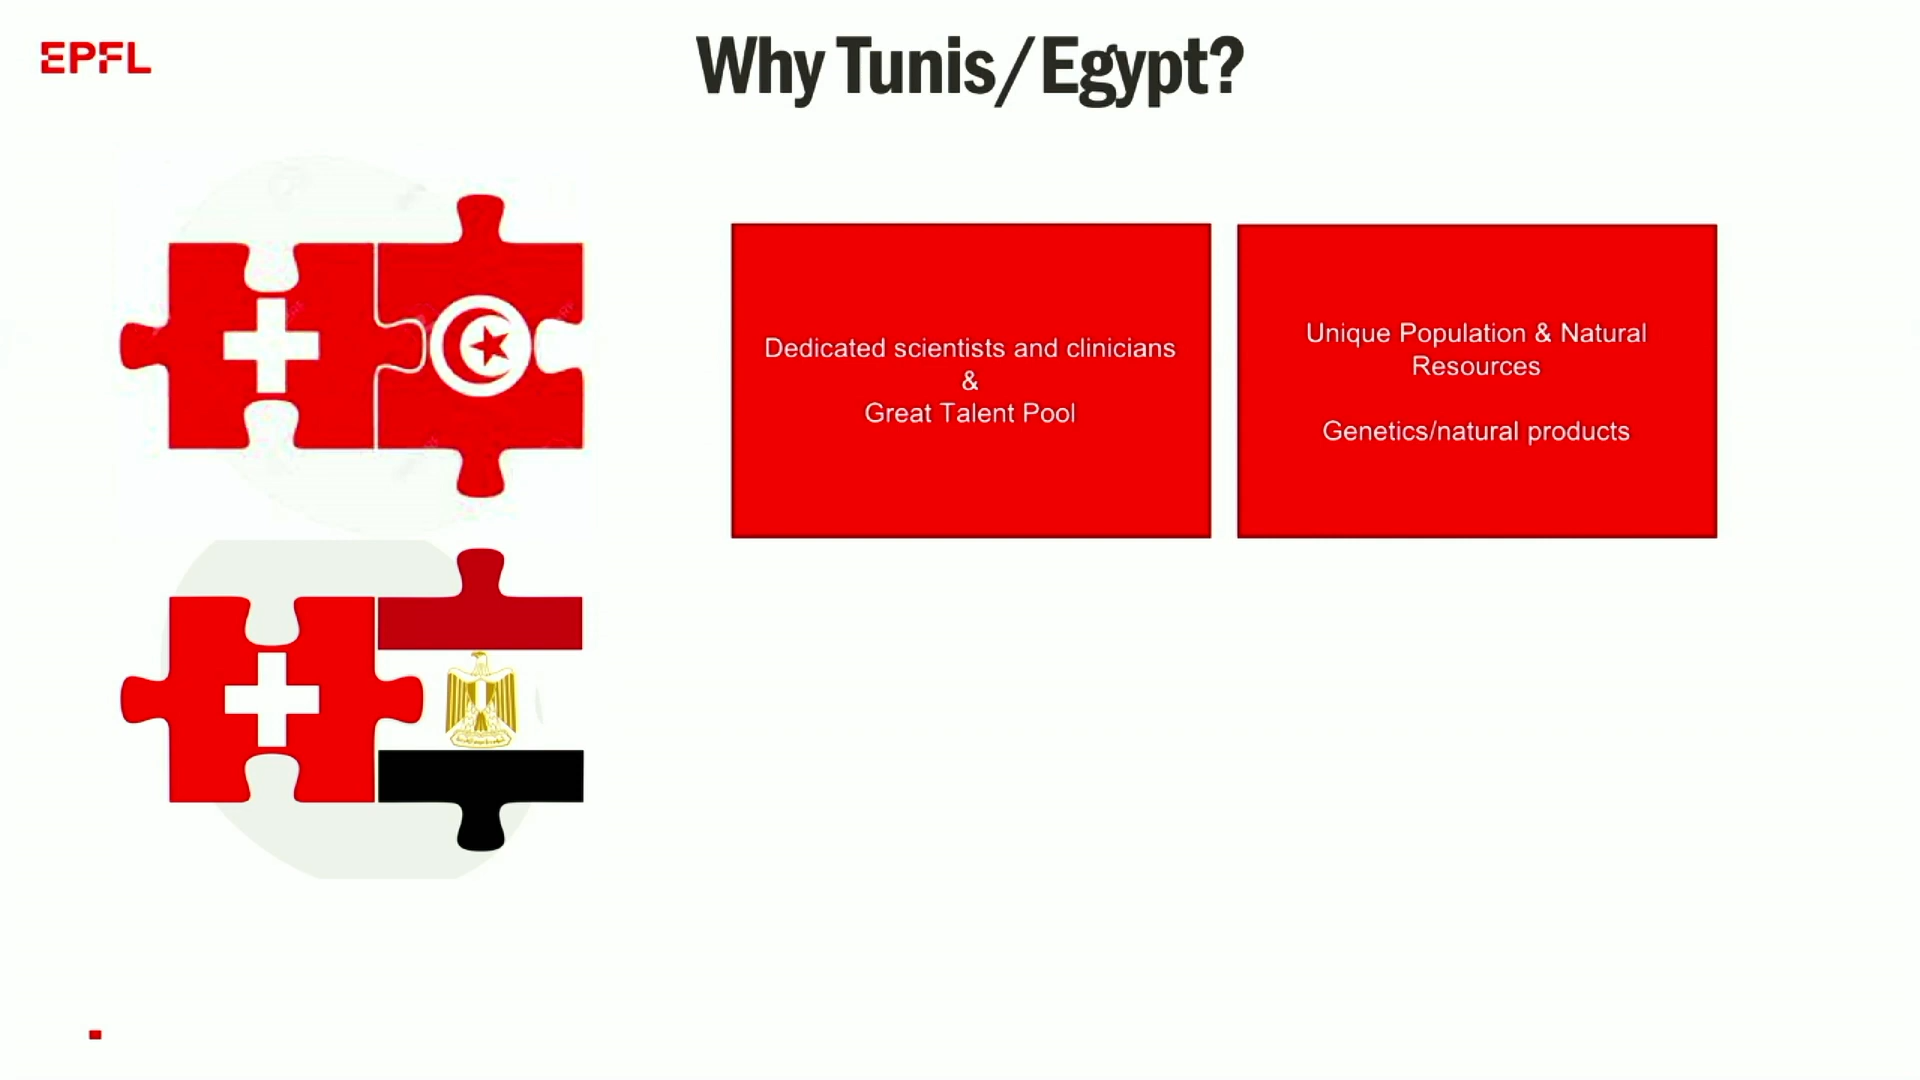 EPFL
Why Tunis/Egypt?
Dedicated scientists and clinicians
&
Great Talent Pool
Unique Population & Natural
Resources
Genetics/natural products